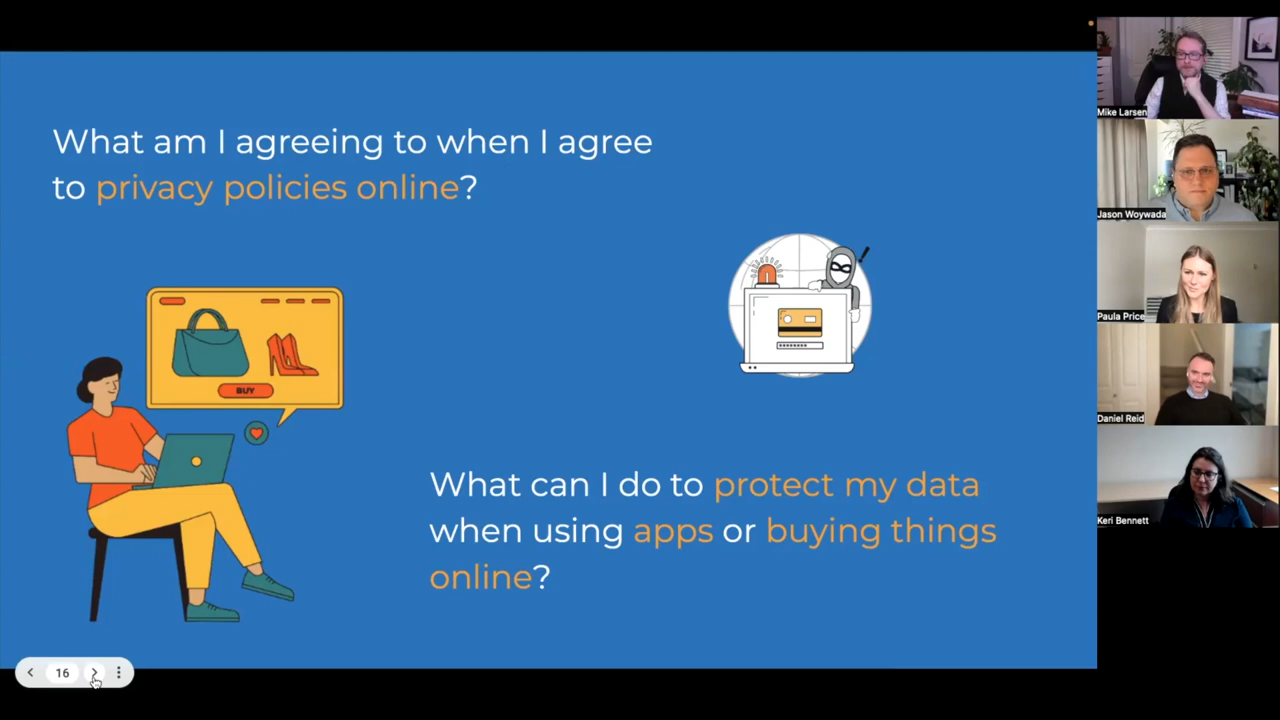 What am I agreeing to when I agree
to privacy policies online?
BUY
What can I do to protect my data
when using apps or buying things
online?
16
Mike Larsen
Jason Woywada
Paula Price
Daniel Reid
Keri Bennett